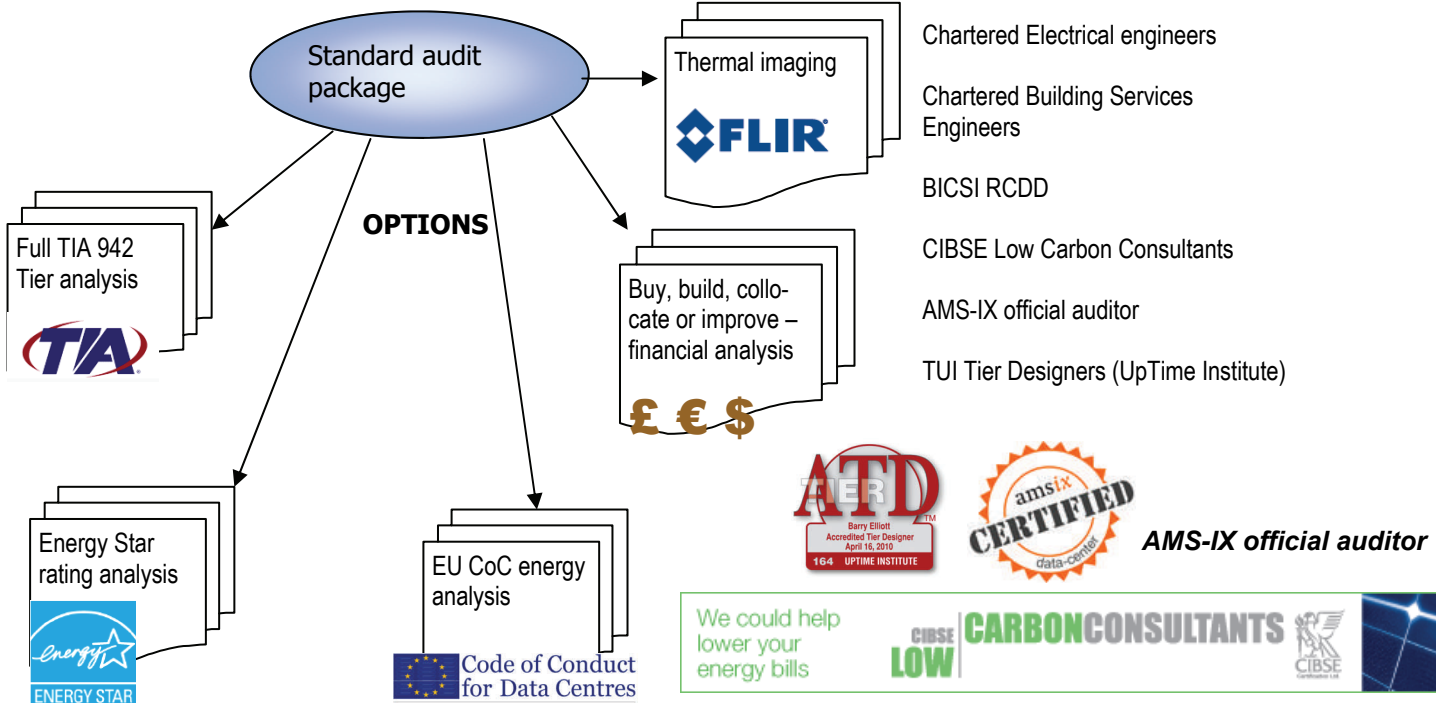 Standard audit
package
Thermal imaging
FLIR
Chartered Electrical engineers
Chartered Building Services
Engineers
BICSI RCDD
CIBSE Low Carbon Consultants
AMS-IX official auditor
TUI Tier Designers (UpTime Institute)
OPTIONS
Full TIA 942
Tier analysis
TIA
Buy, build, collo-
cate or improve –
financial analysis
£ € $
Energy Star
rating analysis
energy
ENERGY STAR
EU CoC energy
analysis
Code of Conduct
for Data Centres
ATD
TIER
TM
Barry Elliott
Accredited Tier Designer
April 16, 2010
164 UPTIME INSTITUTE
amsix
CERTIFIED
data-center
AMS-IX official auditor
We could help
lower your
energy bills
CIBSE
LOW
CARBONCONSULTANTS
CIBSE
Certification Ltd